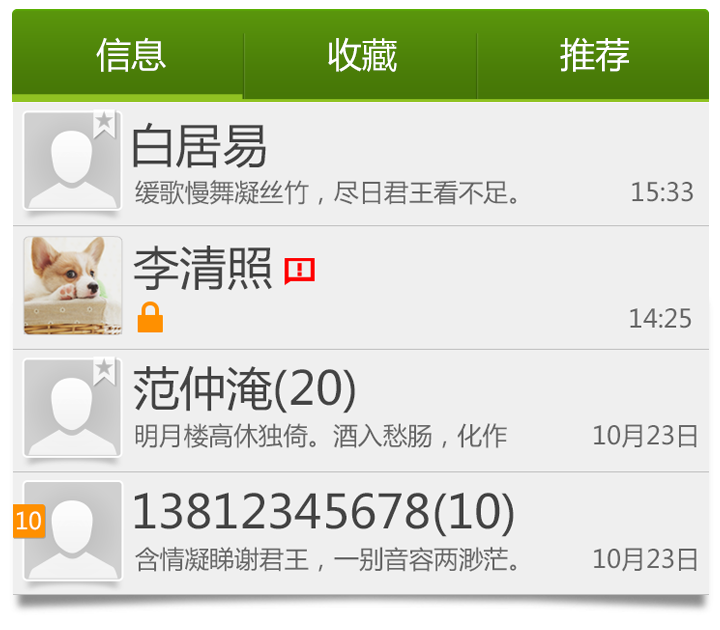 信息 收藏 推荐
白居易
缓歌慢舞凝丝竹，尽日君王看不足。 15:33
李清照
14:25
范仲淹(20)
明月楼高休独倚。酒入愁肠，化作 10月23日
13812345678(10)
10
含情凝睇谢君王，一别音容两渺茫。 10月23日